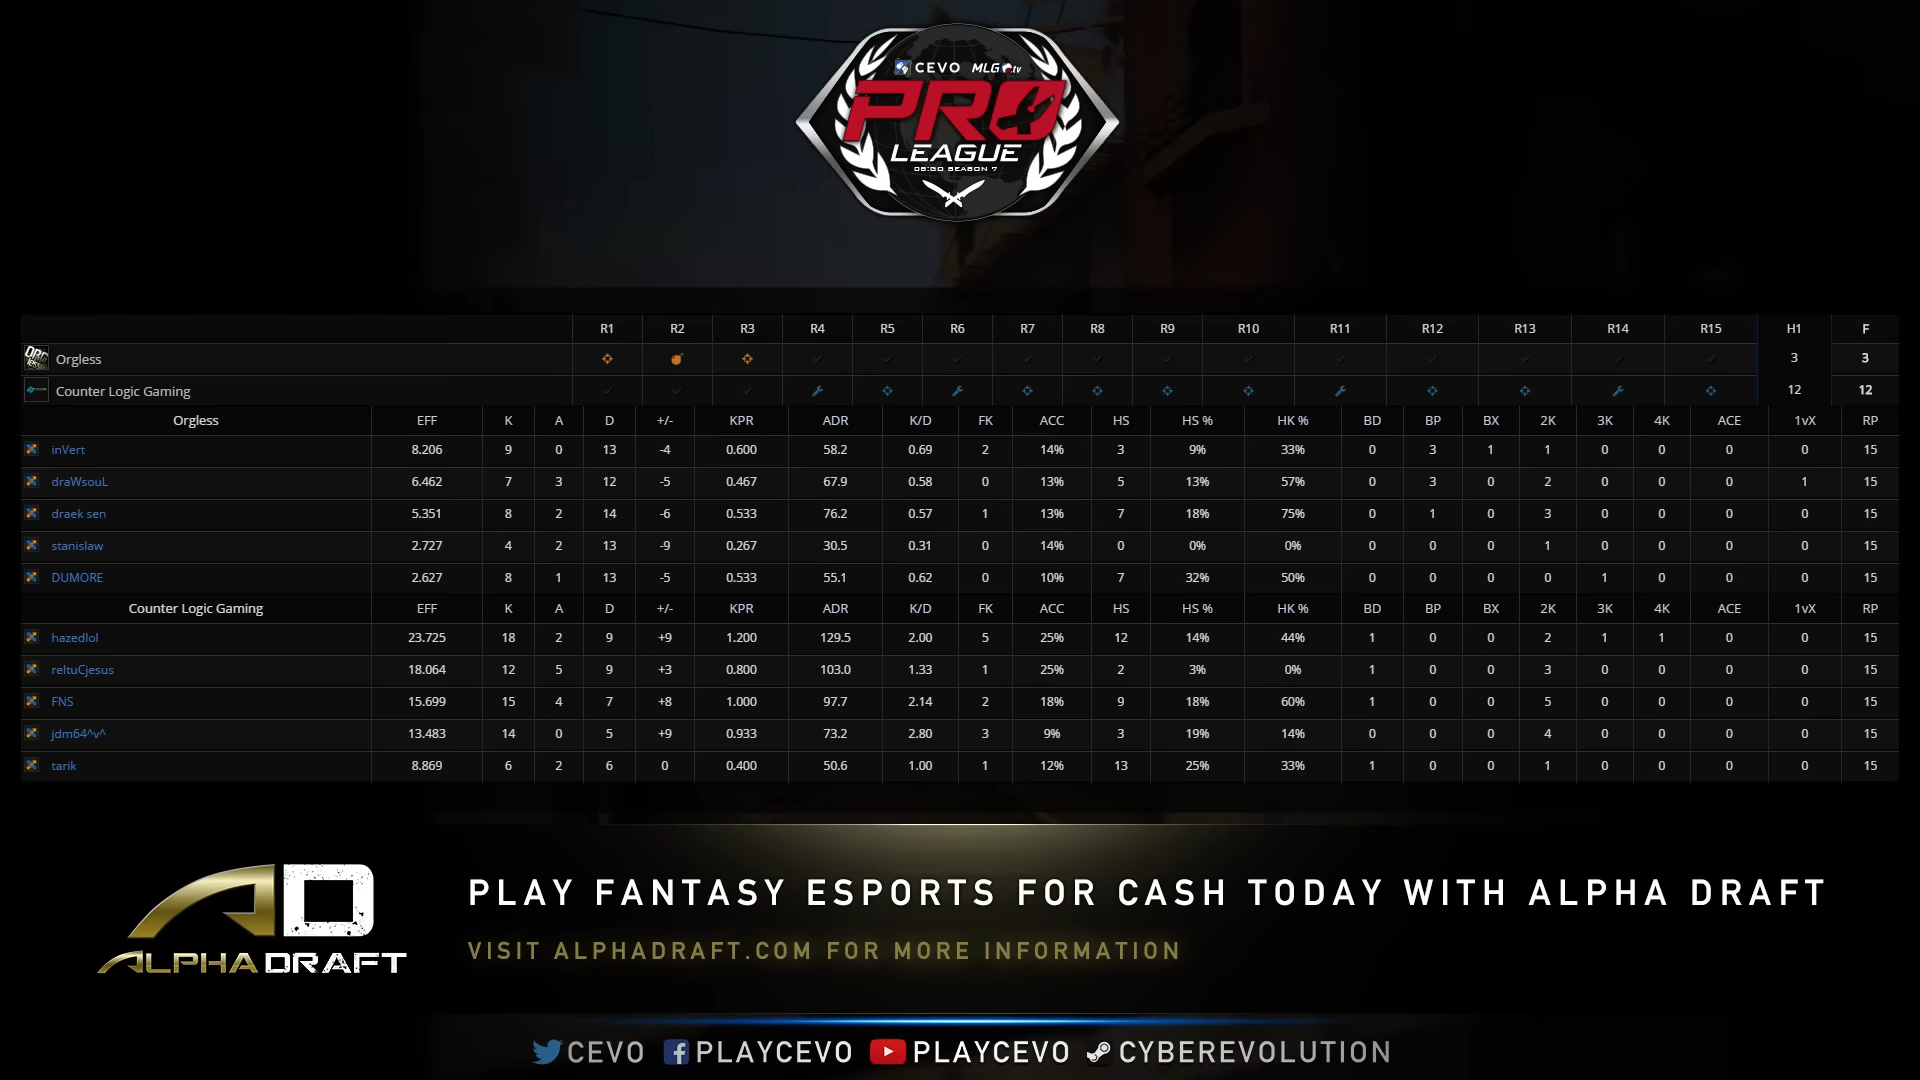 CEVO MLG.tv
PRO
LEAGUE
CS:GO SEASON 7
R1 R2 R3 R4 R5 R6 R7 R8 R9 R10 R11 R12 R13 R14 R15 H1 F
Orgless 3 3
Counter Logic Gaming 12 12
Orgless EFF K A D +/- KPR ADR K/D FK ACC HS HS % HK % BD BP BX 2K 3K 4K ACE 1vX RP
inVert 8.206 9 0 13 -4 0.600 58.2 0.69 2 14% 3 9% 33% 0 3 1 1 0 0 0 0 15
draWsouL 6.462 7 3 12 -5 0.467 67.9 0.58 0 13% 5 13% 57% 0 3 0 2 0 0 0 1 15
draek sen 5.351 8 2 14 -6 0.533 76.2 0.57 1 13% 7 18% 75% 0 1 0 3 0 0 0 0 15
stanislaw 2.727 4 2 13 -9 0.267 30.5 0.31 0 14% 0 0% 0% 0 0 0 1 0 0 0 0 15
DUMORE 2.627 8 1 13 -5 0.533 55.1 0.62 0 10% 7 32% 50% 0 0 0 0 1 0 0 0 15
Counter Logic Gaming EFF K A D +/- KPR ADR K/D FK ACC HS HS % HK % BD BP BX 2K 3K 4K ACE 1vX RP
hazedlol 23.725 18 2 9 +9 1.200 129.5 2.00 5 25% 12 14% 44% 1 0 0 2 1 1 0 0 15
reltuCjesus 18.064 12 5 9 +3 0.800 103.0 1.33 1 25% 2 3% 0% 1 0 0 3 0 0 0 0 15
FNS 15.699 15 4 7 +8 1.000 97.7 2.14 2 18% 9 18% 60% 1 0 0 5 0 0 0 0 15
jdm64^v^ 13.483 14 0 5 +9 0.933 73.2 2.80 3 9% 3 19% 14% 0 0 0 4 0 0 0 0 15
tarik 8.869 6 2 6 0 0.400 50.6 1.00 1 12% 13 25% 33% 1 0 0 1 0 0 0 0 15
AD
ALPHADRAFT
PLAY FANTASY ESPORTS FOR CASH TODAY WITH ALPHA DRAFT
VISIT ALPHADRAFT.COM FOR MORE INFORMATION
CEVO PLAYCEVO PLAYCEVO CYBEREVOLUTION